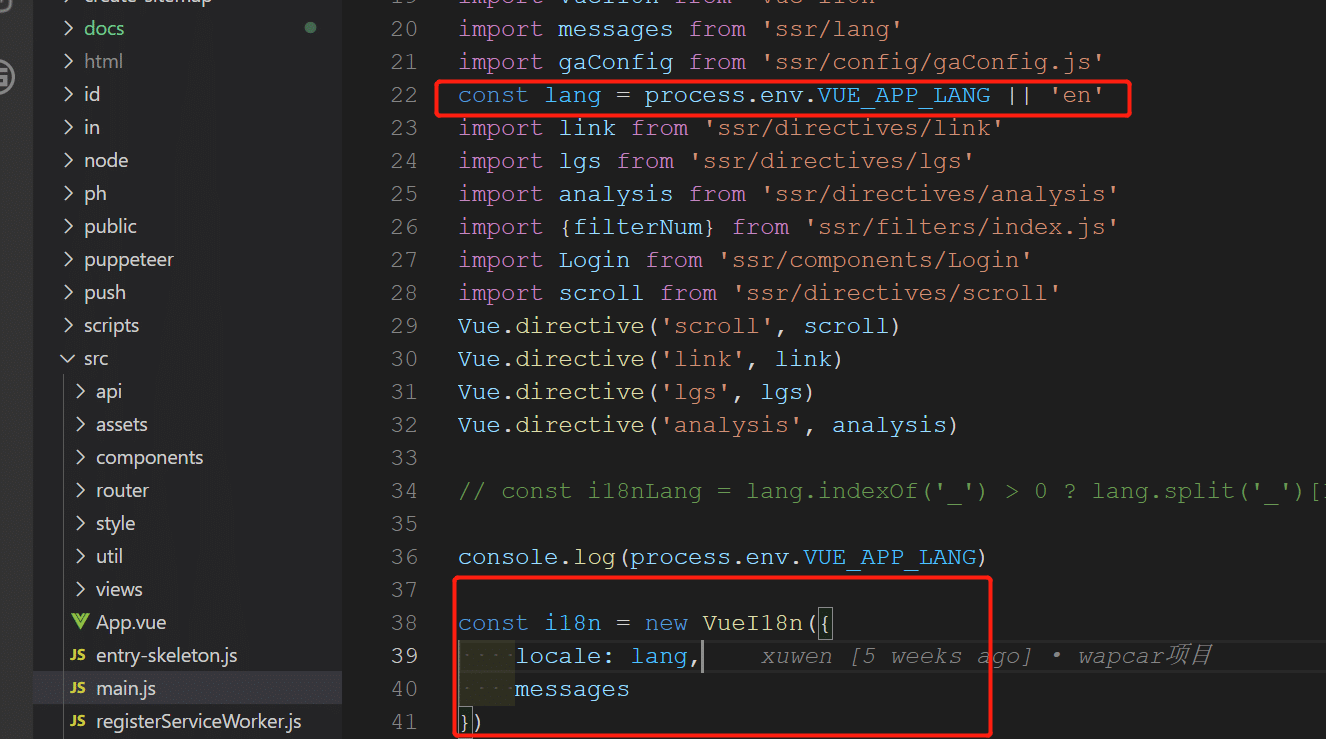 create-sitemap
docs
html
id
in
node
ph
public
puppeteer
push
scripts
src
api
assets
components
router
style
util
views
App.vue
JS entry-skeleton.js
JS main.js
JS registerServiceWorker.js
19 import VueI18n from 'vue-i18n'
20 import messages from 'ssr/lang'
21 import gaConfig from 'ssr/config/gaConfig.js'
22 const lang = process.env.VUE_APP_LANG || 'en'
23 import link from 'ssr/directives/link'
24 import lgs from 'ssr/directives/lgs'
25 import analysis from 'ssr/directives/analysis'
26 import {filterNum} from 'ssr/filters/index.js'
27 import Login from 'ssr/components/Login'
28 import scroll from 'ssr/directives/scroll'
29 Vue.directive('scroll', scroll)
30 Vue.directive('link', link)
31 Vue.directive('lgs', lgs)
32 Vue.directive('analysis', analysis)
33
34 // const i18nLang = lang.indexOf('_') > 0 ? lang.split('_')[
35
36 console.log(process.env.VUE_APP_LANG)
37
38 const i18n = new VueI18n({
39 ····locale: lang, xuwen [5 weeks ago] • wapcar项目
40 ····messages
41 })